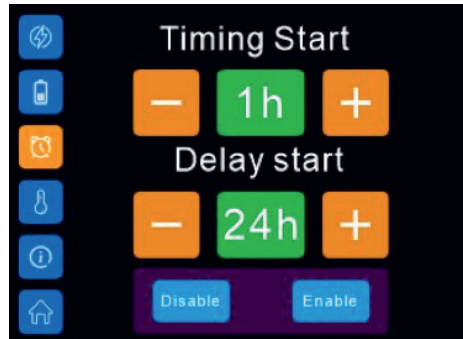 Timing Start
− 1h +
Delay start
− 24h +
Disable Enable